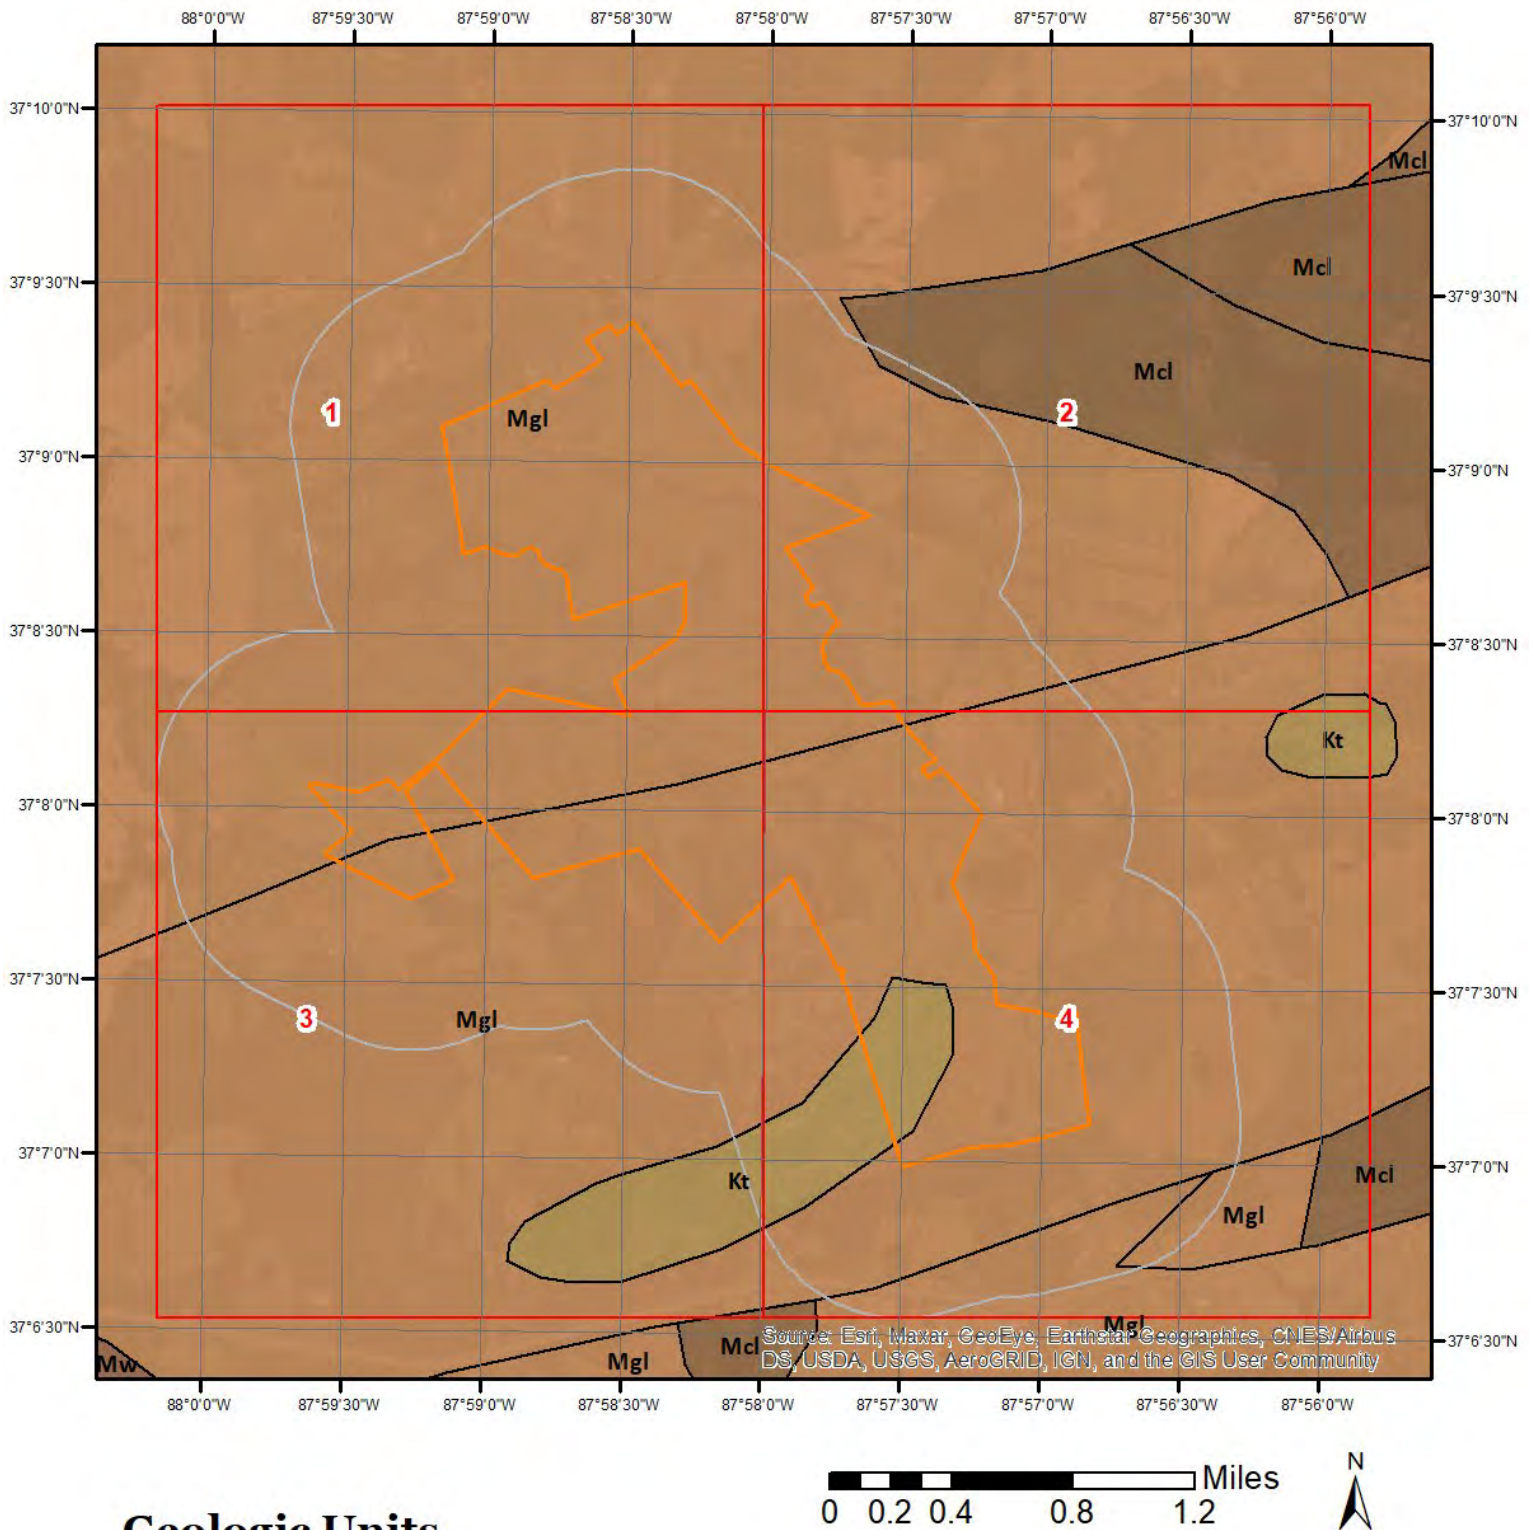 88°0'0"W 87°59'30"W 87°59'0"W 87°58'30"W 87°58'0"W 87°57'30"W 87°57'0"W 87°56'30"W 87°56'0"W
37°10'0"N
37°10'0"N
Mcl
Mcl
37°9'30"N
37°9'30"N
Mcl
1
Mgl
2
37°9'0"N
37°9'0"N
37°8'30"N
37°8'30"N
Kt
37°8'0"N
37°8'0"N
37°7'30"N
37°7'30"N
3
Mgl
4
37°7'0"N
37°7'0"N
Kt
Mcl
Mgl
37°6'30"N
Mgl
37°6'30"N
Source: Esri, Maxar, GeoEye, Earthstar Geographics, CNES/Airbus
DS, USDA, USGS, AeroGRID, IGN, and the GIS User Community
Mw
Mgl
Mcl
88°0'0"W 87°59'30"W 87°59'0"W 87°58'30"W 87°58'0"W 87°57'30"W 87°57'0"W 87°56'30"W 87°56'0"W
N
Miles
0 0.2 0.4 0.8 1.2
Geologic Units